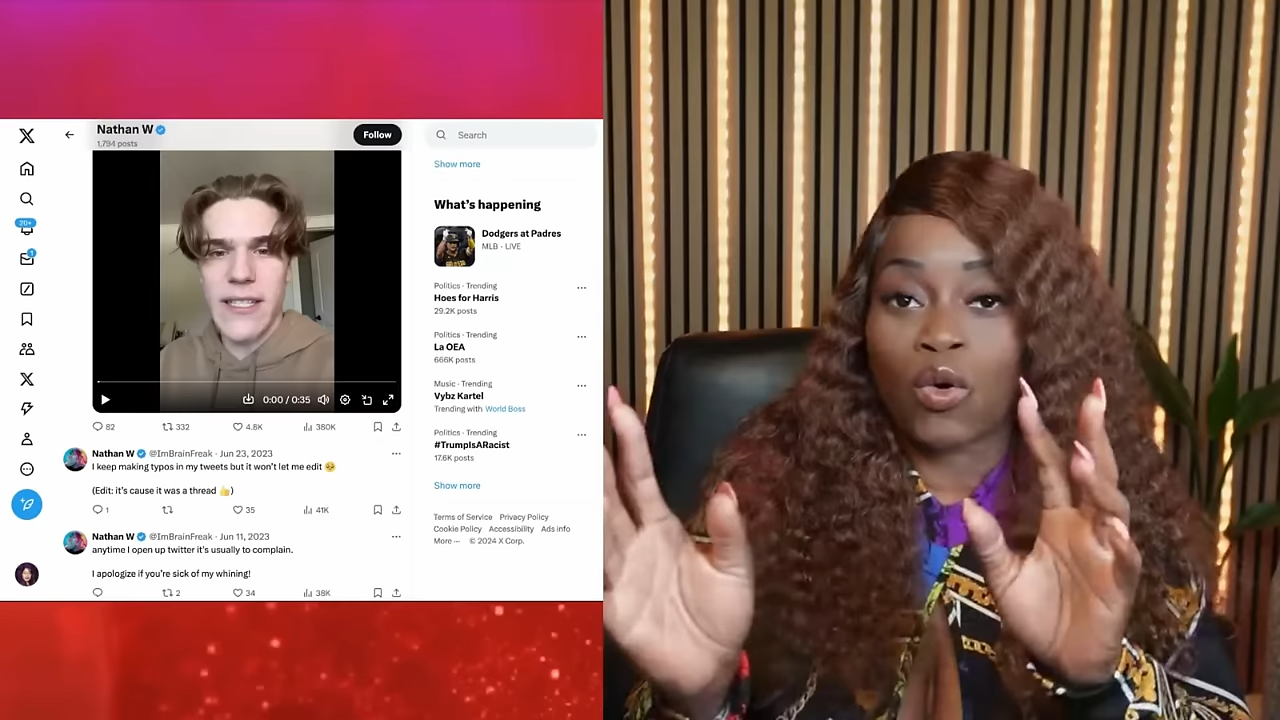 Nathan W
1,794 posts
Follow
0:00 / 0:35
82
332
4.8K
380K
Nathan W @ImBrainFreak · Jun 23, 2023
I keep making typos in my tweets but it won't let me edit 🥺
(Edit: it's cause it was a thread 👍)
1
35
41K
Nathan W @ImBrainFreak · Jun 11, 2023
anytime I open up twitter it's usually to complain.
I apologize if you're sick of my whining!
2
34
38K
20+
1
Search
Show more
What's happening
Dodgers at Padres
MLB · LIVE
Politics · Trending
Hoes for Harris
29.2K posts
Politics · Trending
La OEA
666K posts
Music · Trending
Vybz Kartel
Trending with World Boss
Politics · Trending
#TrumpIsARacist
17.6K posts
Show more
Terms of Service Privacy Policy
Cookie Policy Accessibility Ads info
More ··· © 2024 X Corp.